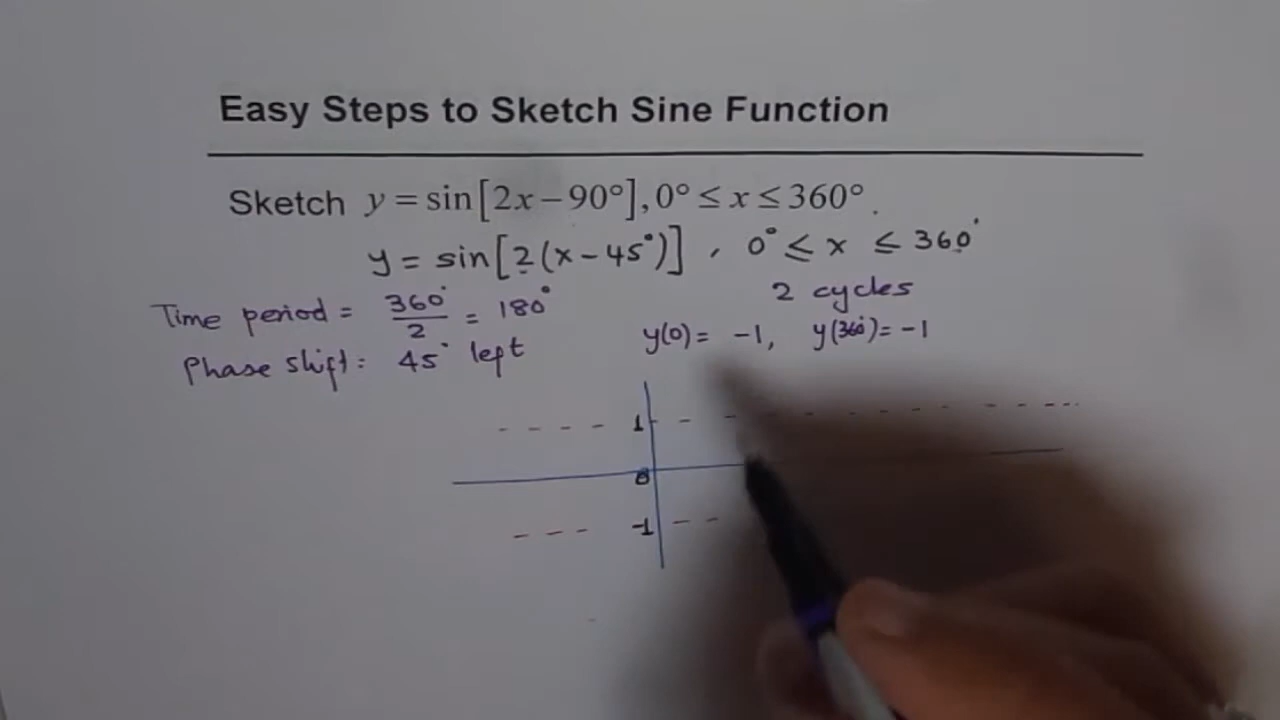 Easy Steps to Sketch Sine Function
Sketch y = sin[2x − 90°], 0° ≤ x ≤ 360°.
y = sin[2(x − 45°)], 0° ≤ x ≤ 360°
Time period = 360°/2 = 180°
2 cycles
Phase shift: 45° left
y(0) = −1, y(360°) = −1
1
0
-1